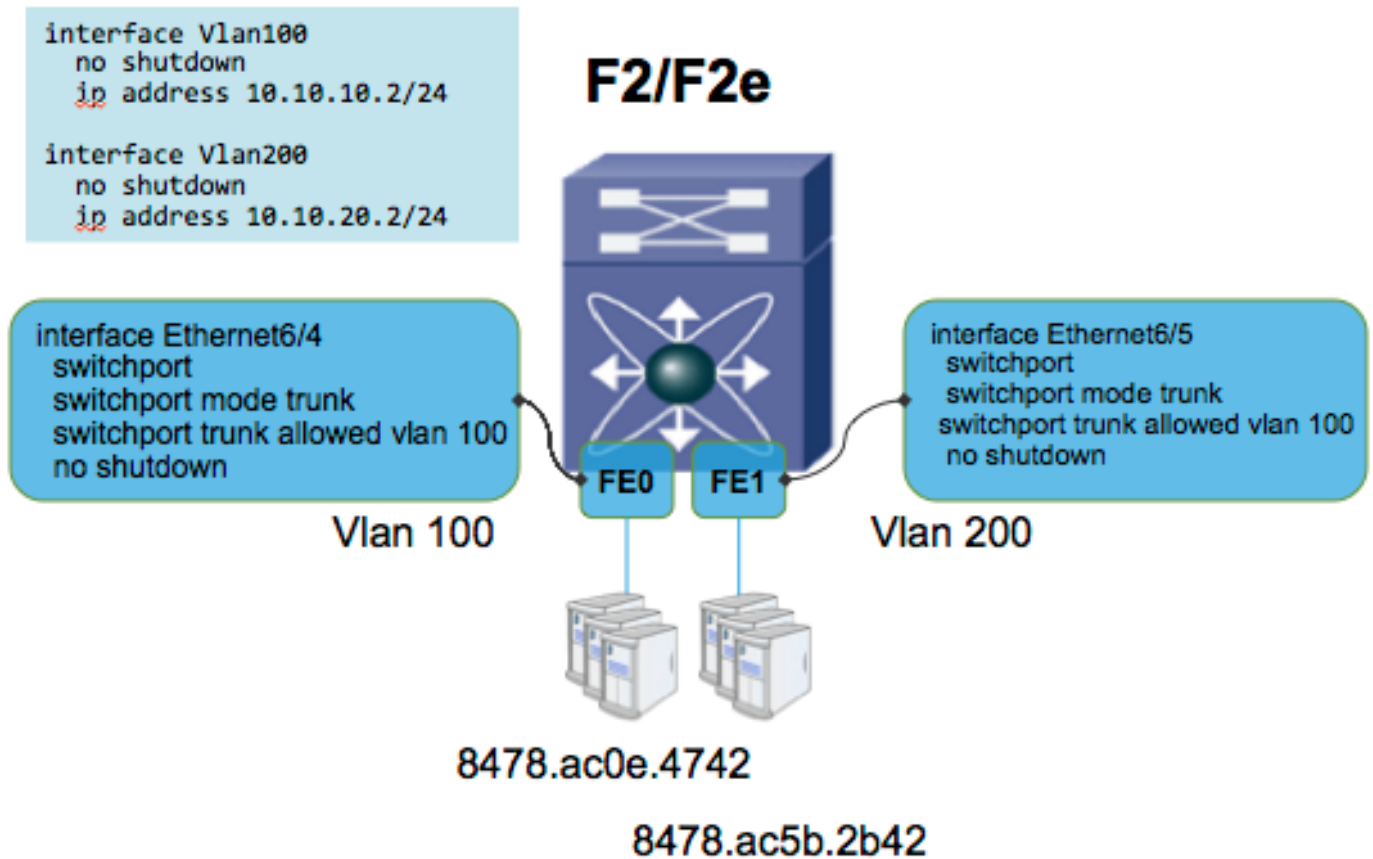 interface Vlan100
no shutdown
ip address 10.10.10.2/24
interface Vlan200
no shutdown
ip address 10.10.20.2/24
F2/F2e
interface Ethernet6/4
switchport
switchport mode trunk
switchport trunk allowed vlan 100
no shutdown
interface Ethernet6/5
switchport
switchport mode trunk
switchport trunk allowed vlan 100
no shutdown
FE0
FE1
Vlan 100
Vlan 200
8478.ac0e.4742
8478.ac5b.2b42